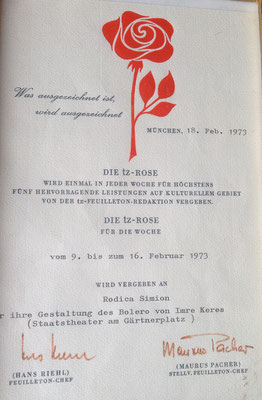 Was ausgezeichnet ist,
wird ausgezeichnet
MÜNCHEN, 18. Feb. 1973
DIE tz-ROSE
WIRD EINMAL IN JEDER WOCHE FÜR HÖCHSTENS
FÜNF HERVORRAGENDE LEISTUNGEN AUF KULTURELLEM GEBIET
VON DER tz-FEUILLETON-REDAKTION VERGEBEN.
DIE tz-ROSE
FÜR DIE WOCHE
vom 9. bis zum 16. Februar 1973
WIRD VERGEBEN AN
Rodica Simion
r ihre Gestaltung des Bolero von Imre Keres
(Staatstheater am Gärtnerplatz )
Maurus Pacher
(HANS RIEHL)
FEUILLETON-CHEF
(MAURUS PACHER)
STELLV. FEUILLETON-CHEF